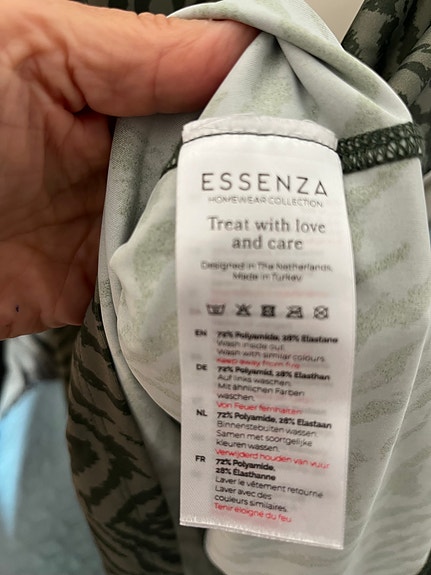 ESSENZA
HOMEWEAR COLLECTION
Treat with love
and care
Designed in The Netherlands,
Made in Turkey
EN 72% Polyamide, 28% Elastane
Wash inside out.
Wash with similar colours.
Keep away from fire
DE 72% Polyamid, 28% Elasthan
Auf links waschen.
Mit ähnlichen Farben
waschen.
Von Feuer fernhalten
NL 72% Polyamide, 28% Elastaan
Binnenstebuiten wassen.
Samen met soortgelijke
kleuren wassen.
Verwijderd houden van vuur
FR 72% Polyamide,
28% Elasthanne
Laver le vêtement retourné
Laver avec des
couleurs similaires.
Tenir éloigné du feu